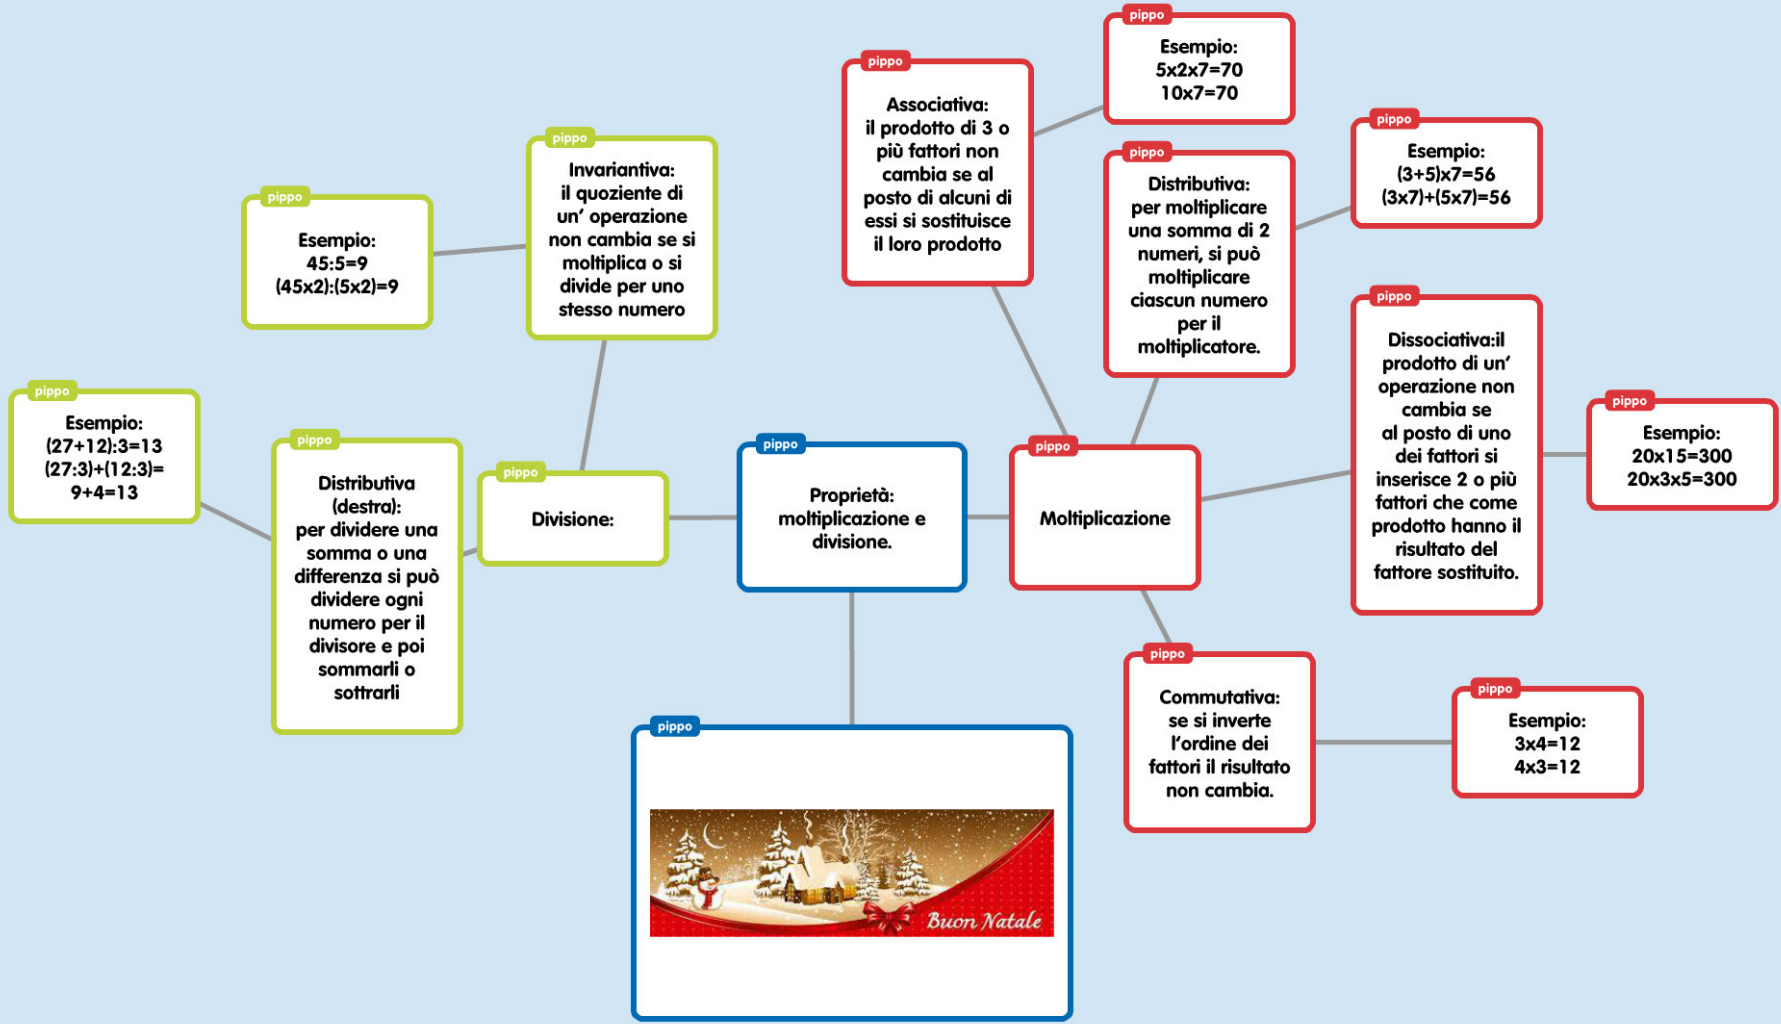 pippo
Proprietà:
moltiplicazione e
divisione.
pippo
Divisione:
pippo
Invariantiva:
il quoziente di
un' operazione
non cambia se si
moltiplica o si
divide per uno
stesso numero
pippo
Esempio:
45:5=9
(45x2):(5x2)=9
pippo
Distributiva
(destra):
per dividere una
somma o una
differenza si può
dividere ogni
numero per il
divisore e poi
sommarli o
sottrarli
pippo
Esempio:
(27+12):3=13
(27:3)+(12:3)=
9+4=13
pippo
Moltiplicazione
pippo
Associativa:
il prodotto di 3 o
più fattori non
cambia se al
posto di alcuni di
essi si sostituisce
il loro prodotto
pippo
Esempio:
5x2x7=70
10x7=70
pippo
Distributiva:
per moltiplicare
una somma di 2
numeri, si può
moltiplicare
ciascun numero
per il
moltiplicatore.
pippo
Esempio:
(3+5)x7=56
(3x7)+(5x7)=56
pippo
Dissociativa:il
prodotto di un'
operazione non
cambia se
al posto di uno
dei fattori si
inserisce 2 o più
fattori che come
prodotto hanno il
risultato del
fattore sostituito.
pippo
Esempio:
20x15=300
20x3x5=300
pippo
Commutativa:
se si inverte
l'ordine dei
fattori il risultato
non cambia.
pippo
Esempio:
3x4=12
4x3=12
pippo
Buon Natale